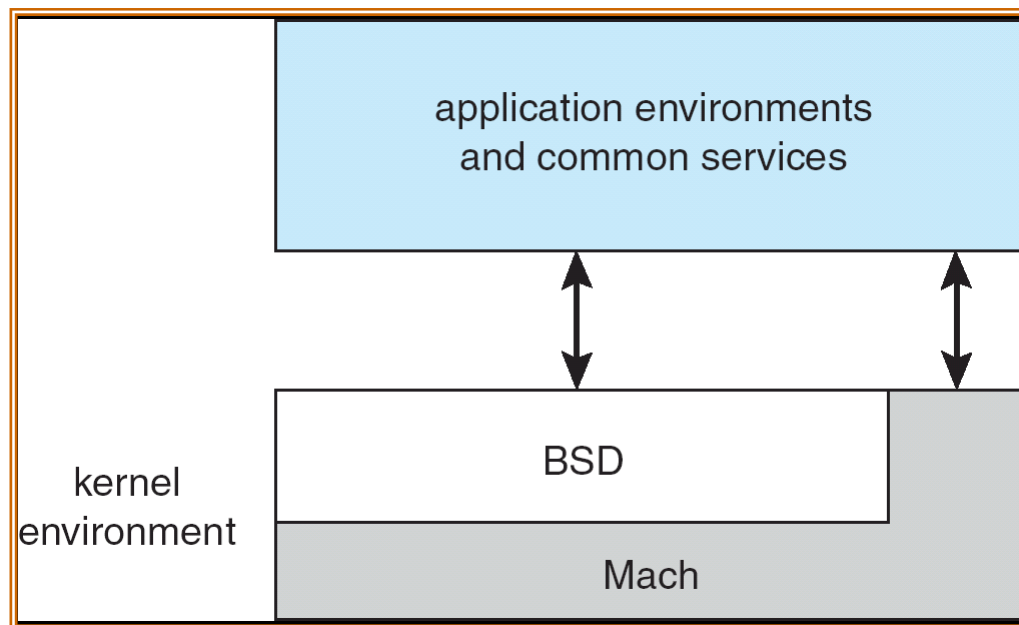 application environments
and common services
BSD
kernel
environment
Mach